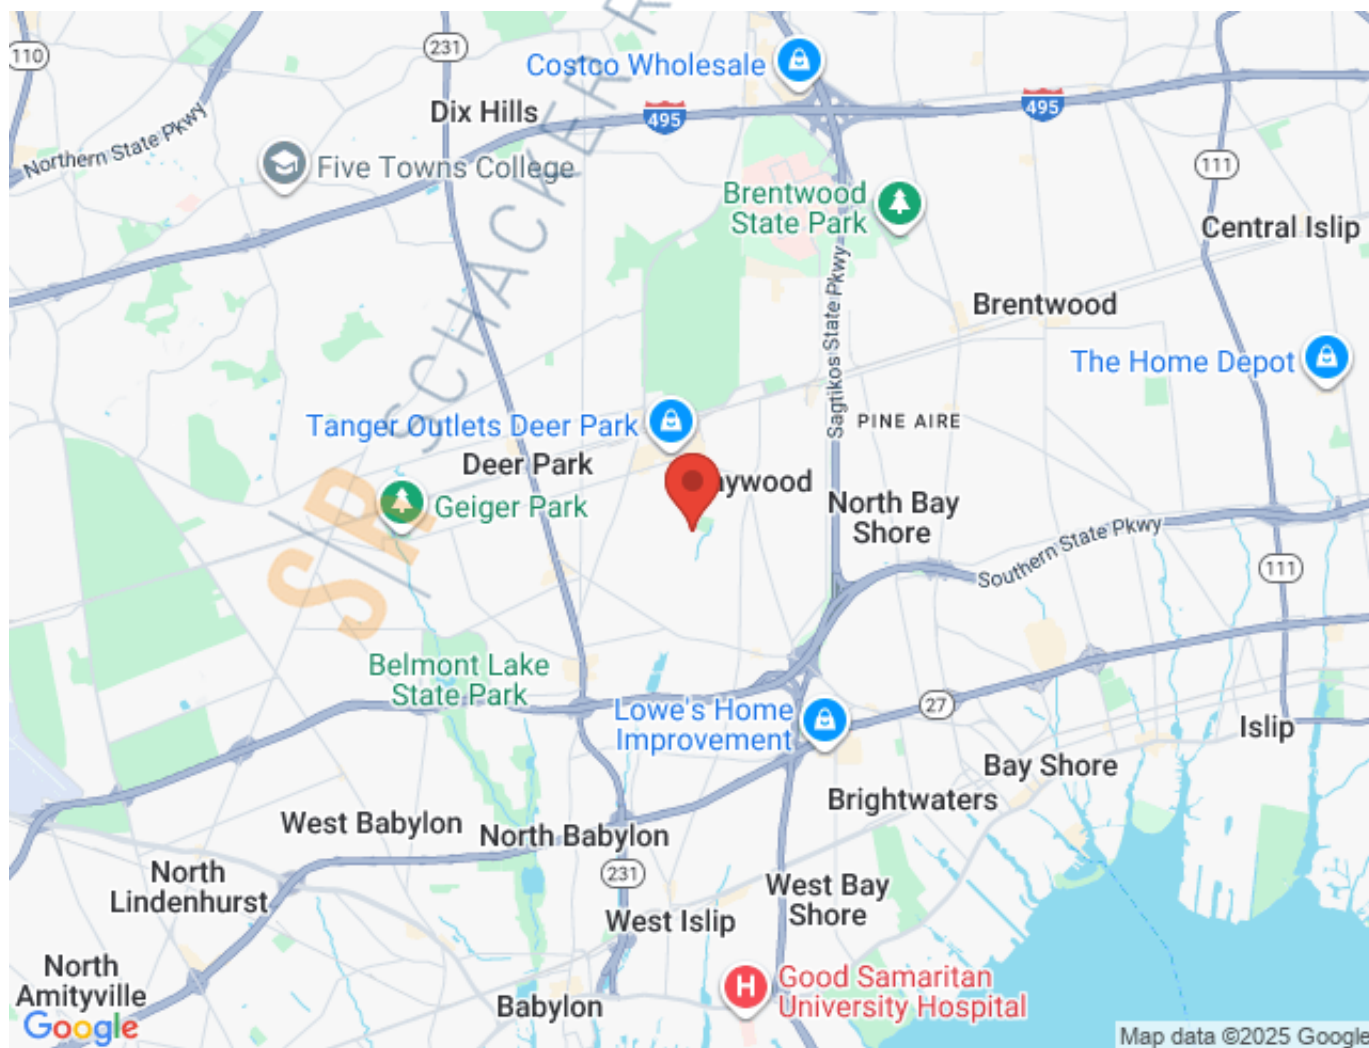 110
231
Costco Wholesale
Dix Hills
495
495
Northern State Pkwy
Five Towns College
111
Brentwood
State Park
Central Islip
Sagtikos State Pkwy
Brentwood
The Home Depot
Tanger Outlets Deer Park
PINE AIRE
Deer Park
aywood
Geiger Park
North Bay
Shore
SR SCHACKER R
Southern State Pkwy
111
Belmont Lake
State Park
Lowe's Home
Improvement
27
Islip
Bay Shore
Brightwaters
West Babylon
North Babylon
231
North
Lindenhurst
West Bay
Shore
West Islip
North
Amityville
Good Samaritan
University Hospital
H
Babylon
Google
Map data ©2025 Google